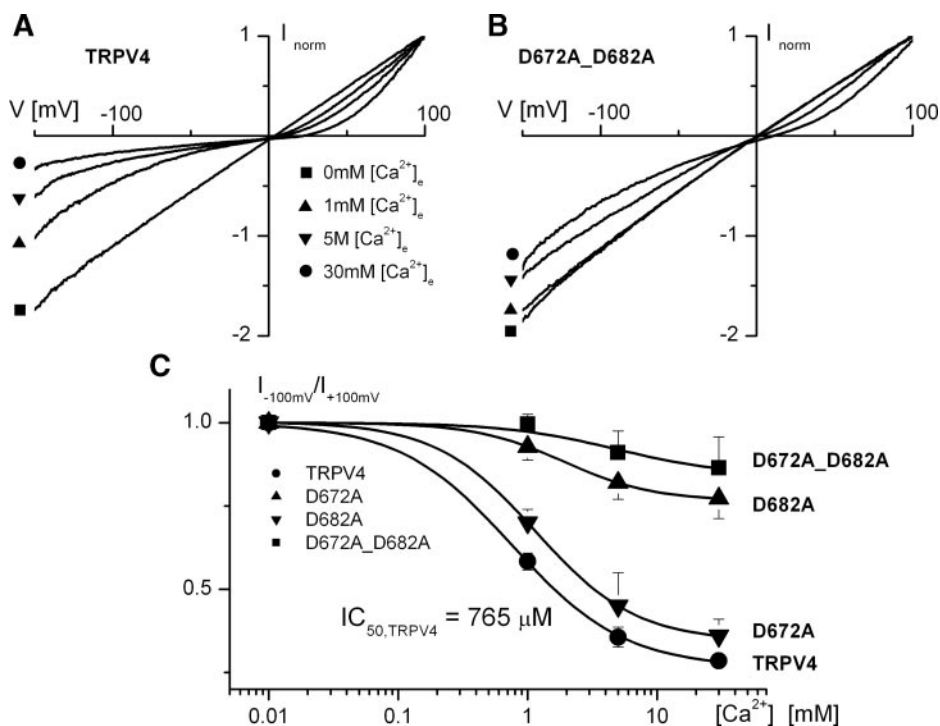 A
TRPV4
1
I norm
V [mV]
-100
100
0mM [Ca²⁺]e
1mM [Ca²⁺]e
5M [Ca²⁺]e
30mM [Ca²⁺]e
-1
-2
B
D672A_D682A
1
I norm
V [mV]
-100
100
-1
-2
C
I-100mV/I+100mV
1.0
0.5
TRPV4
D672A
D682A
D672A_D682A
IC50,TRPV4 = 765 μM
D672A_D682A
D682A
D672A
TRPV4
0.01
0.1
1
10
[Ca²⁺] [mM]